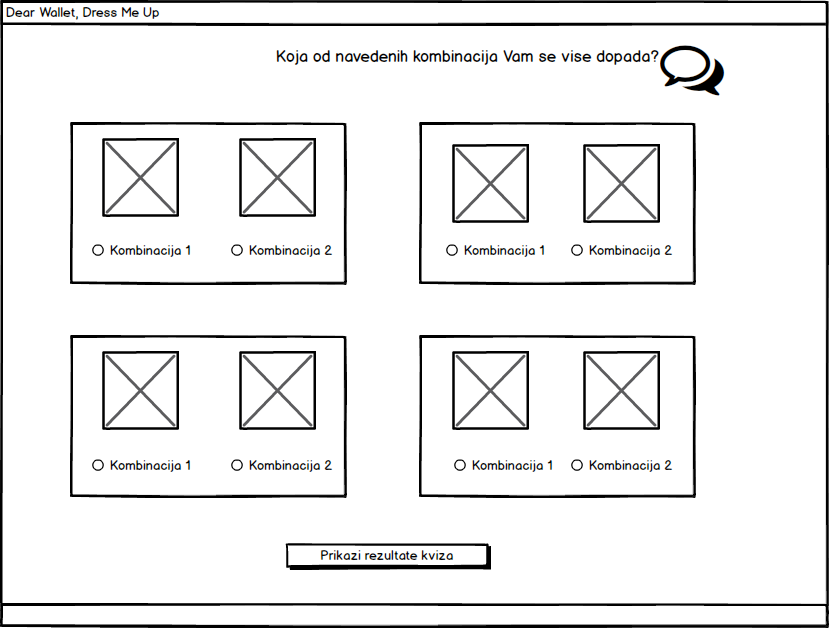 Dear Wallet, Dress Me Up
Koja od navedenih kombinacija Vam se vise dopada?
Kombinacija 1 Kombinacija 2
Kombinacija 1 Kombinacija 2
Kombinacija 1 Kombinacija 2
Kombinacija 1 Kombinacija 2
Prikazi rezultate kviza